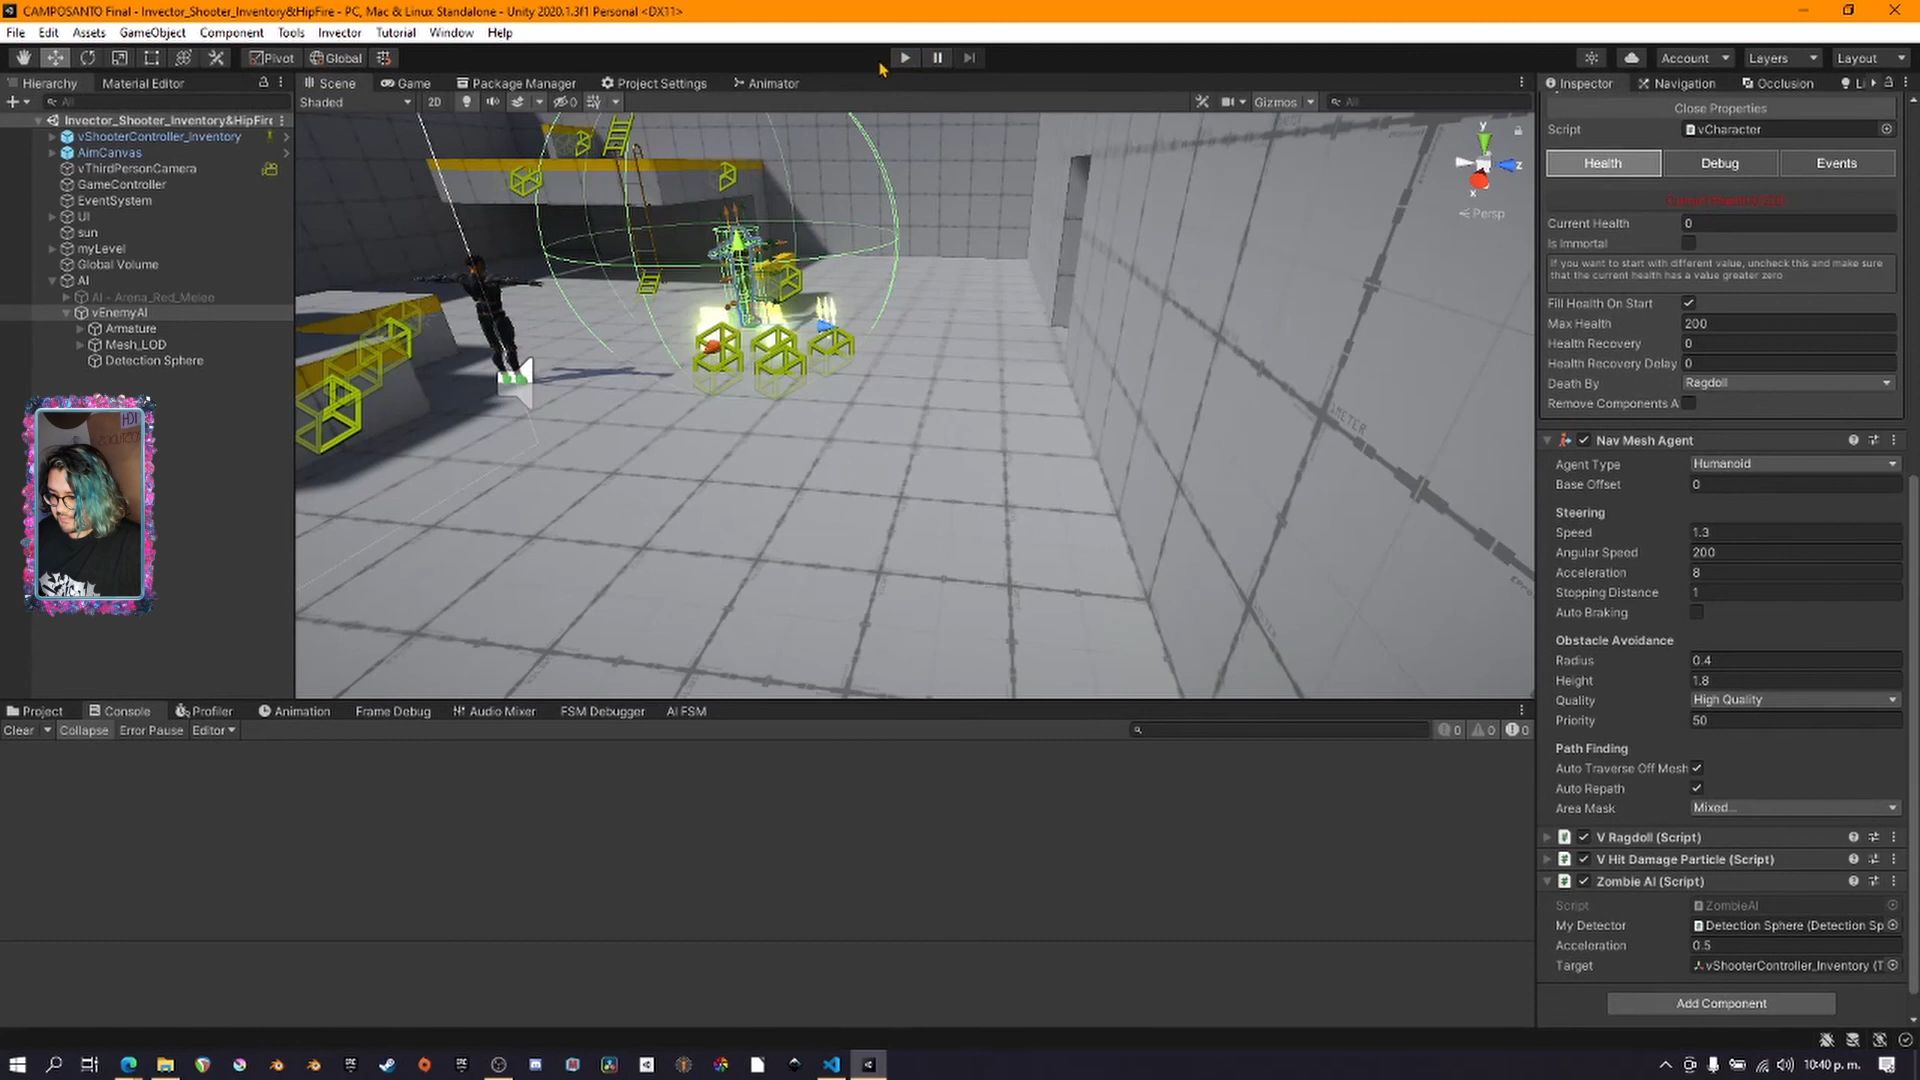 CAMPOSANTO Final - Invector_Shooter_Inventory&HipFire - PC, Mac & Linux Standalone - Unity 2020.1.3f1 Personal <DX11>
File Edit Assets GameObject Component Tools Invector Tutorial Window Help
Pivot Global Account Layers Layout
Hierarchy Material Editor Scene Game Package Manager Project Settings Animator Inspector Navigation Occlusion Li
All Shaded 2D 0 Gizmos All
Invector_Shooter_Inventory&HipFire
vShooterController_Inventory
AimCanvas
vThirdPersonCamera
GameController
EventSystem
UI
sun
myLevel
Global Volume
AI
AI - Arena_Red_Melee
vEnemyAI
Armature
Mesh_LOD
Detection Sphere
y
z
x
Persp
1METER
Close Properties
Script vCharacter
Health Debug Events
Current Health 0
Is Immortal
If you want to start with different value, uncheck this and make sure
that the current health has a value greater zero
Fill Health On Start
Max Health 200
Health Recovery 0
Health Recovery Delay 0
Death By Ragdoll
Remove Components A
Nav Mesh Agent
Agent Type Humanoid
Base Offset 0
Steering
Speed 1.3
Angular Speed 200
Acceleration 8
Stopping Distance 1
Auto Braking
Obstacle Avoidance
Radius 0.4
Height 1.8
Quality High Quality
Priority 50
Path Finding
Auto Traverse Off Mesh
Auto Repath
Area Mask Mixed...
V Ragdoll (Script)
V Hit Damage Particle (Script)
Zombie AI (Script)
Script ZombieAI
My Detector Detection Sphere (Detection Sp
Acceleration 0.5
Target vShooterController_Inventory (T
Add Component
Project Console Profiler Animation Frame Debug Audio Mixer FSM Debugger AI FSM
Clear Collapse Error Pause Editor 0 0 0
10:40 p. m.